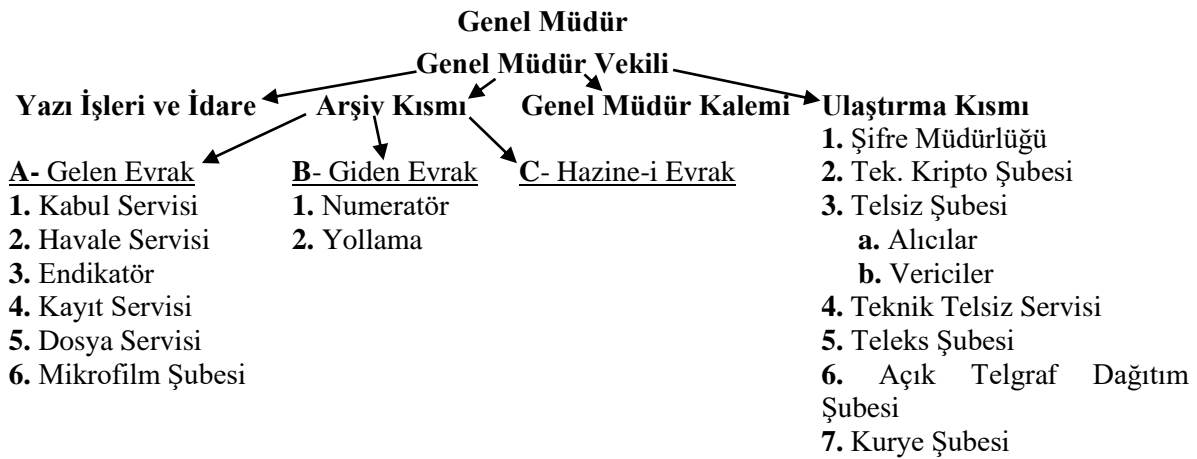 Genel Müdür
Genel Müdür Vekili
Yazı İşleri ve İdare
Arşiv Kısmı
Genel Müdür Kalemi
Ulaştırma Kısmı
A- Gelen Evrak
1. Kabul Servisi
2. Havale Servisi
3. Endikatör
4. Kayıt Servisi
5. Dosya Servisi
6. Mikrofilm Şubesi
B- Giden Evrak
1. Numeratör
2. Yollama
C- Hazine-i Evrak
1. Şifre Müdürlüğü
2. Tek. Kripto Şubesi
3. Telsiz Şubesi
a. Alıcılar
b. Vericiler
4. Teknik Telsiz Servisi
5. Teleks Şubesi
6. Açık Telgraf Dağıtım
Şubesi
7. Kurye Şubesi